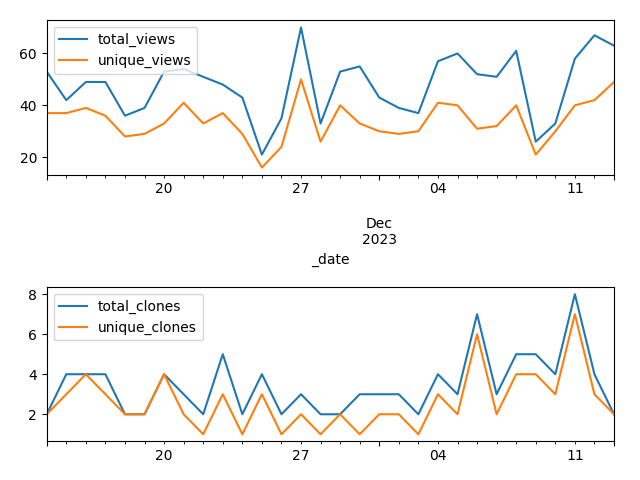 total_views
unique_views
60
40
20
20
27
04
11
Dec
2023
_date
total_clones
unique_clones
8
6
4
2
20
27
04
11